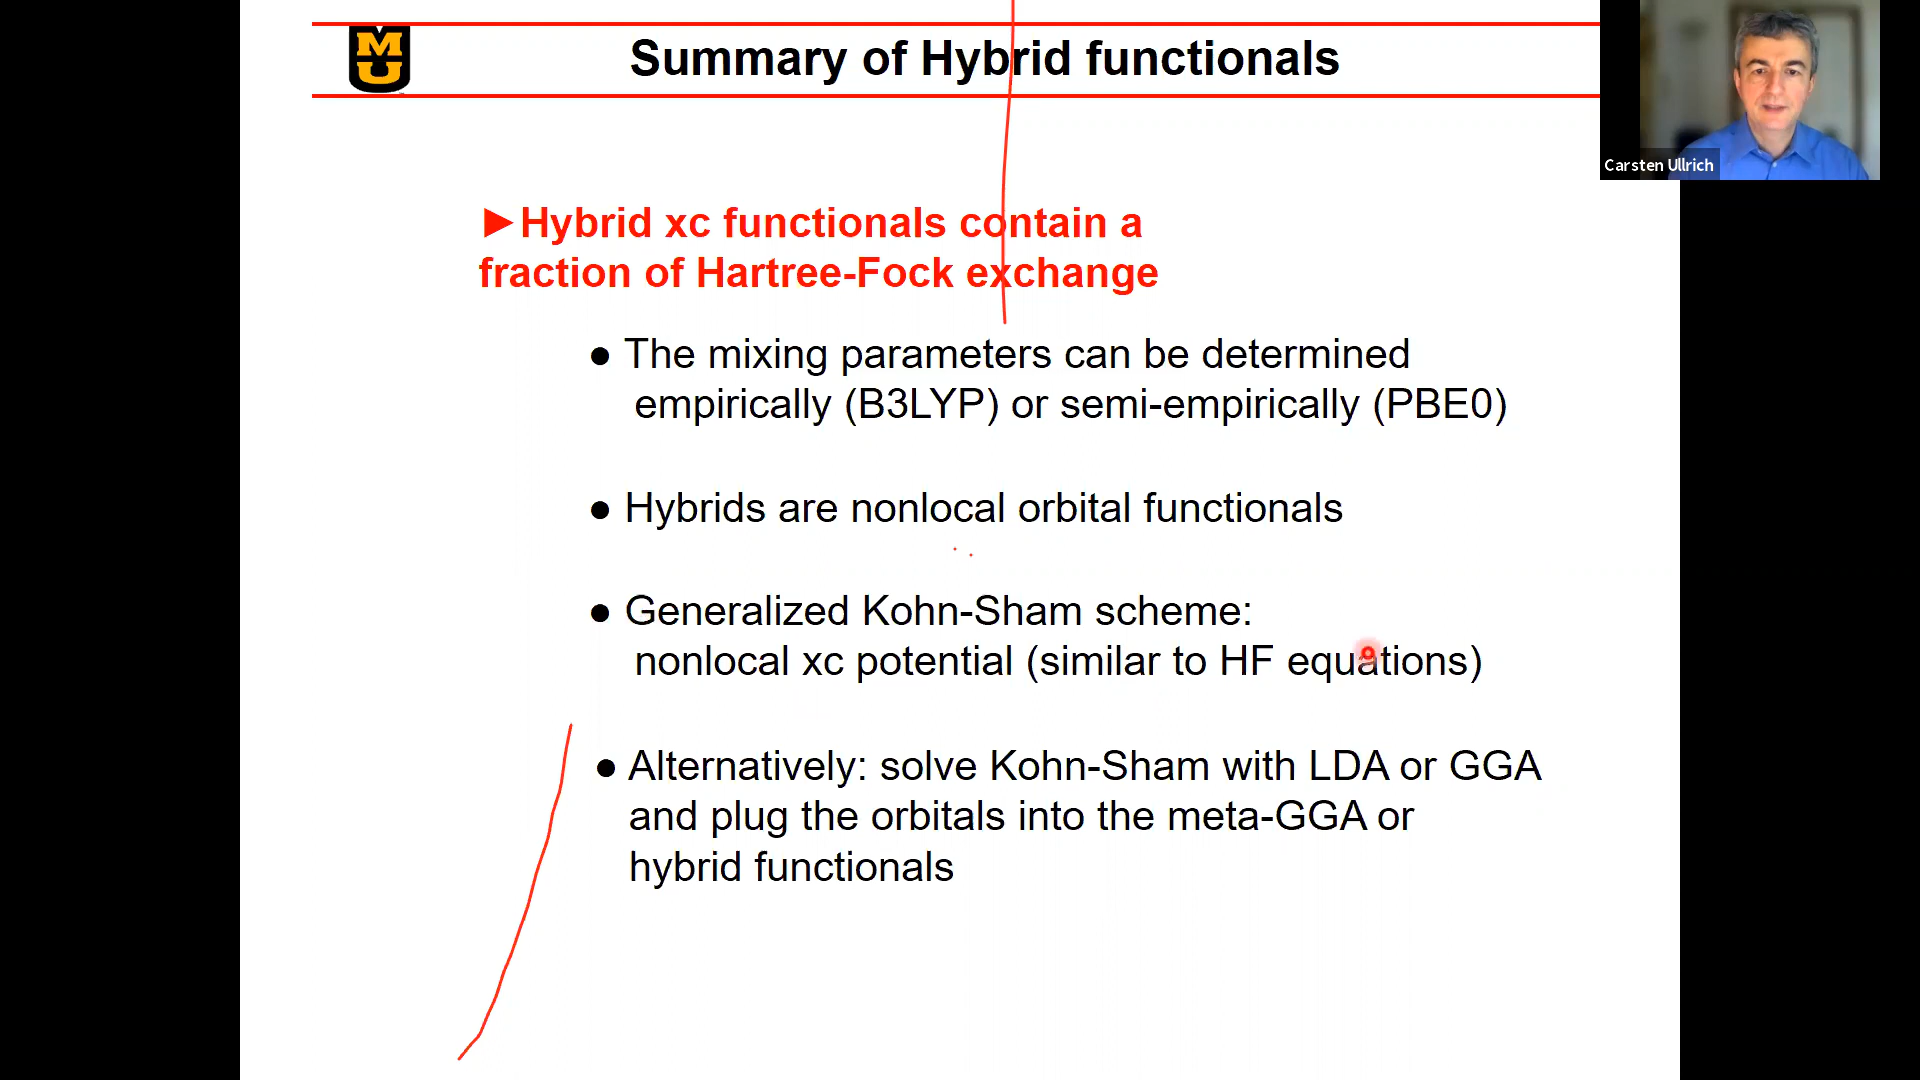 MU
Summary of Hybrid functionals
Carsten Ullrich
►Hybrid xc functionals contain a
fraction of Hartree-Fock exchange
● The mixing parameters can be determined
empirically (B3LYP) or semi-empirically (PBE0)
● Hybrids are nonlocal orbital functionals
● Generalized Kohn-Sham scheme:
nonlocal xc potential (similar to HF equations)
● Alternatively: solve Kohn-Sham with LDA or GGA
and plug the orbitals into the meta-GGA or
hybrid functionals